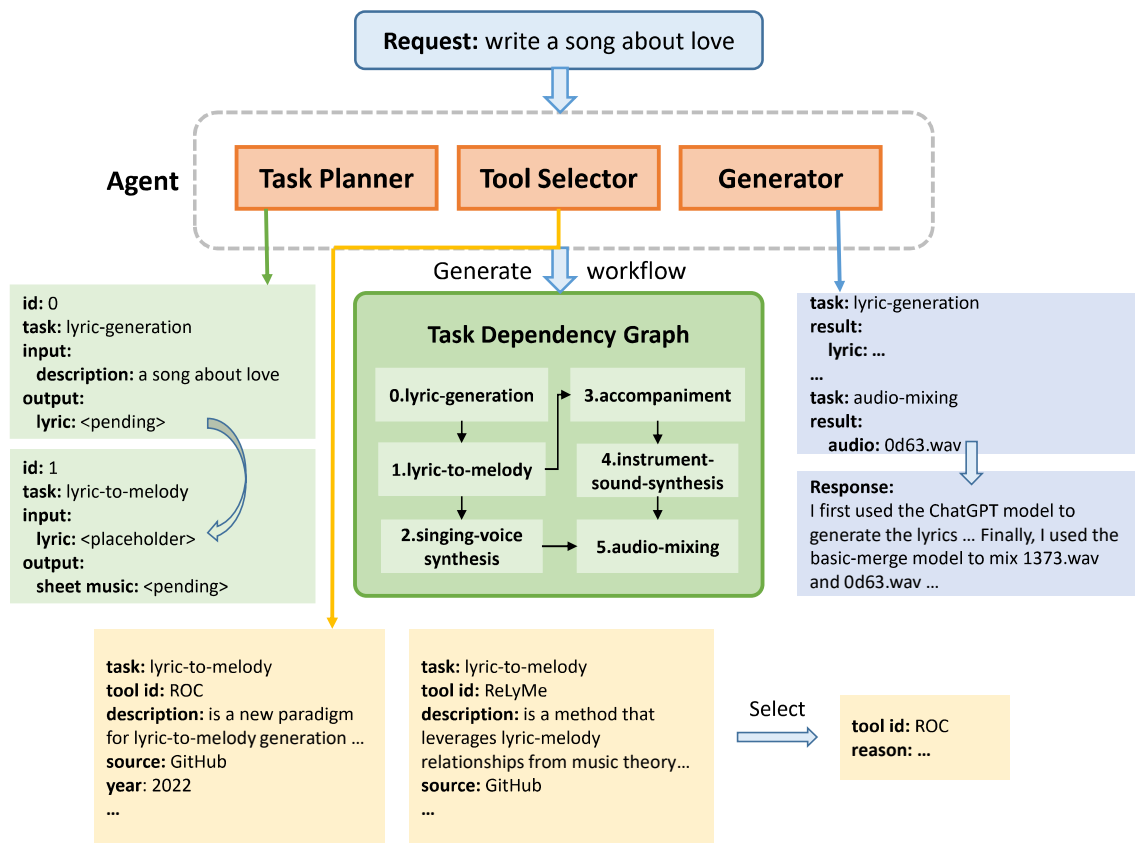 Request: write a song about love
Agent
Task Planner
Tool Selector
Generator
Generate workflow
id: 0
task: lyric-generation
input:
description: a song about love
output:
lyric: <pending>
id: 1
task: lyric-to-melody
input:
lyric: <placeholder>
output:
sheet music: <pending>
Task Dependency Graph
0.lyric-generation
1.lyric-to-melody
2.singing-voice
synthesis
3.accompaniment
4.instrument-
sound-synthesis
5.audio-mixing
task: lyric-generation
result:
lyric: ...
...
task: audio-mixing
result:
audio: 0d63.wav
Response:
I first used the ChatGPT model to
generate the lyrics ... Finally, I used the
basic-merge model to mix 1373.wav
and 0d63.wav ...
task: lyric-to-melody
tool id: ROC
description: is a new paradigm
for lyric-to-melody generation ...
source: GitHub
year: 2022
...
task: lyric-to-melody
tool id: ReLyMe
description: is a method that
leverages lyric-melody
relationships from music theory...
source: GitHub
...
Select
tool id: ROC
reason: ...